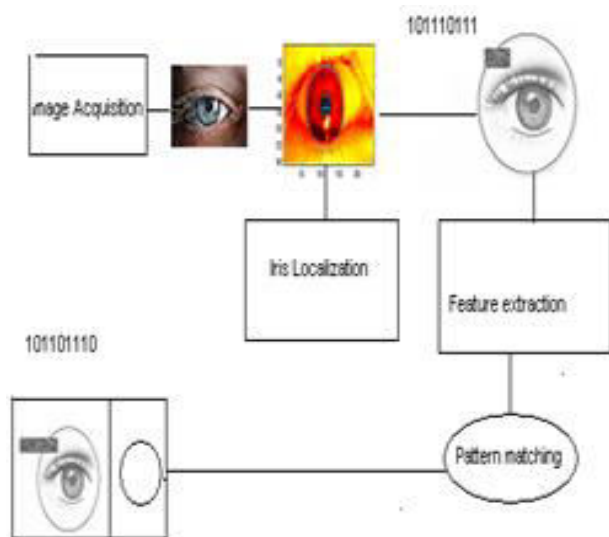 101110111
mage Acquisition
Iris Localization
Feature extraction
101101110
Pattern matching